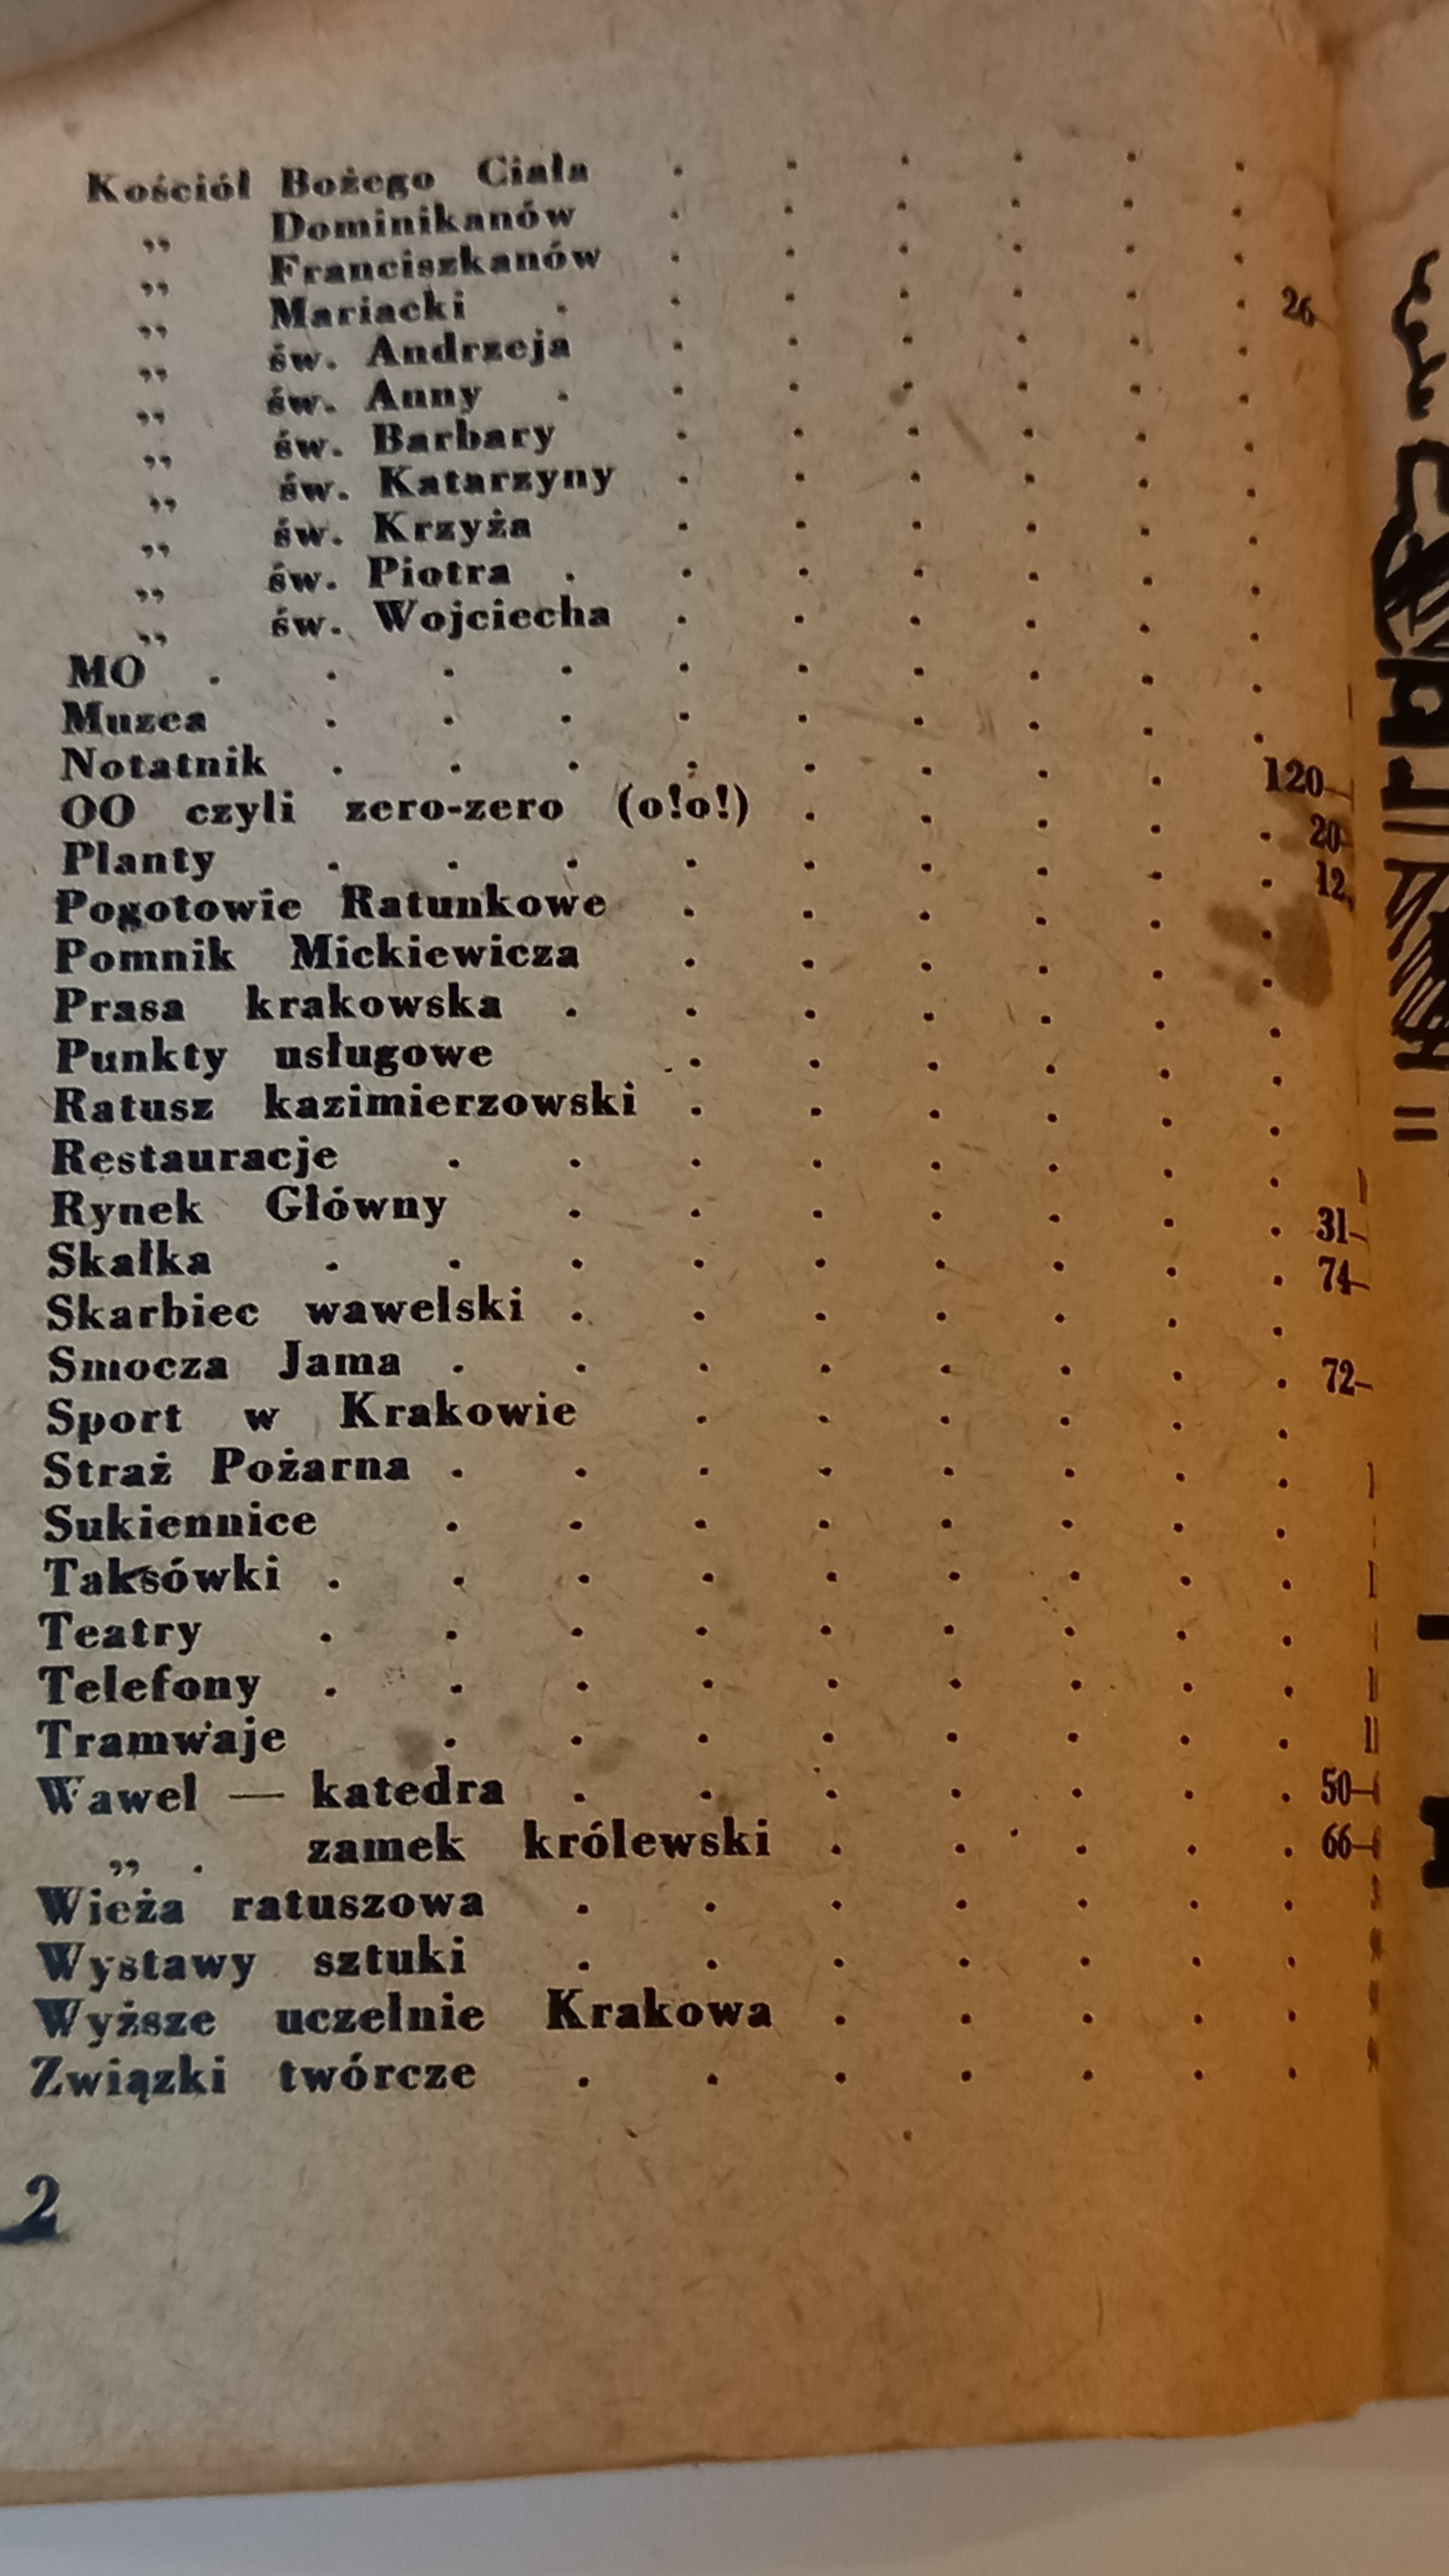 Kościół Bożego Ciała . . . . . .
„ Dominikanów . . . . . .
„ Franciszkanów . . . . . .
„ Mariacki . . . . . . . 26
„ św. Andrzeja . . . . . .
„ św. Anny . . . . . . .
„ św. Barbary . . . . . .
„ św. Katarzyny . . . . . .
„ św. Krzyża . . . . . .
„ św. Piotra . . . . . . .
„ św. Wojciecha . . . . . .
MO . . . . . . . . . .
Muzea . . . . . . . . .
Notatnik . . . . . . . . 120–
OO czyli zero-zero (o!o!) . . . . . 20–
Planty . . . . . . . . . 12
Pogotowie Ratunkowe . . . . . .
Pomnik Mickiewicza . . . . . .
Prasa krakowska . . . . . . .
Punkty usługowe . . . . . .
Ratusz kazimierzowski . . . . . .
Restauracje . . . . . . . .
Rynek Główny . . . . . . . 31–
Skałka . . . . . . . . . 74–
Skarbiec wawelski . . . . . . .
Smocza Jama . . . . . . . . 72–
Sport w Krakowie . . . . . .
Straż Pożarna . . . . . . . .
Sukiennice . . . . . . . .
Taksówki . . . . . . . . .
Teatry . . . . . . . . .
Telefony . . . . . . . . .
Tramwaje . . . . . . . .
Wawel — katedra . . . . . . . 50–
„ . zamek królewski . . . . . 66–
Wieża ratuszowa . . . . . . .
Wystawy sztuki . . . . . . .
Wyższe uczelnie Krakowa . . . . .
Związki twórcze . . . . . . .
2